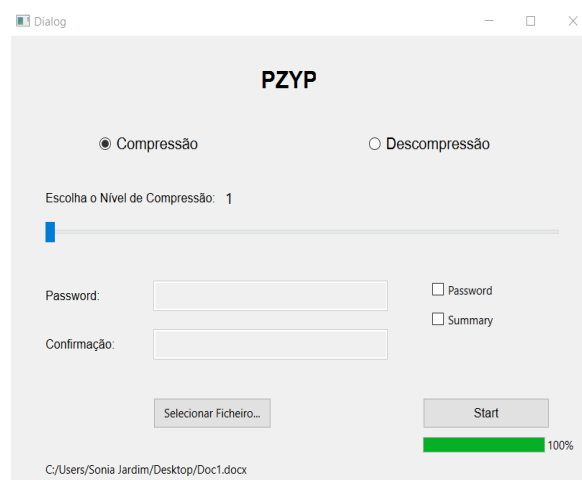 Dialog
PZYP
Compressão Descompressão
Escolha o Nível de Compressão: 1
Password: Password
Summary
Confirmação:
Selecionar Ficheiro... Start
100%
C:/Users/Sonia Jardim/Desktop/Doc1.docx